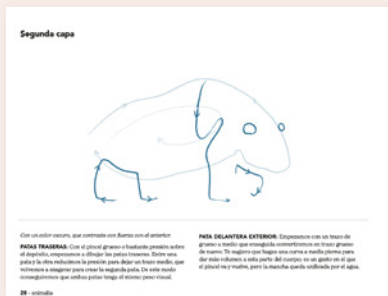 Segunda capa
Con un color oscuro, que contraste con fuerza con el anterior
PATAS TRASERAS: Con el pincel grueso o bastante presión sobre
el depósito, empezamos a dibujar las patas traseras. Entre una
pata y la otra reducimos la presión para dejar un trazo medio, que
volvemos a engrosar para crear la segunda pata. De este modo
conseguiremos que ambas patas tengan el mismo peso visual.
PATA DELANTERA EXTERIOR: Empezamos con un trazo de
grueso a medio que enseguida convertiremos en trazo grueso
de nuevo. Te sugiero que hagas una curva a media pierna para
dar más volumen a esta parte del cuerpo; es un gesto en el que
el pincel va y vuelve, pero la mancha queda unificada por el agua.
28 - animalia